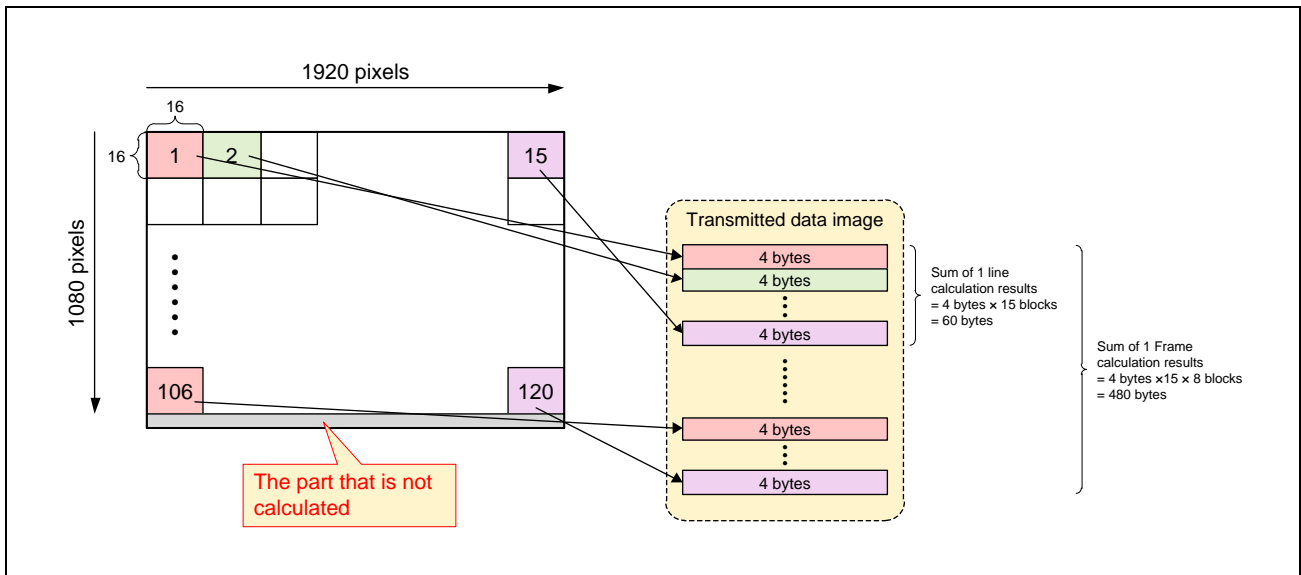 1920 pixels
16
16
1080 pixels
1
2
15
106
120
The part that is not
calculated
Transmitted data image
4 bytes
4 bytes
4 bytes
4 bytes
4 bytes
Sum of 1 line
calculation results
= 4 bytes × 15 blocks
= 60 bytes
Sum of 1 Frame
calculation results
= 4 bytes ×15 × 8 blocks
= 480 bytes